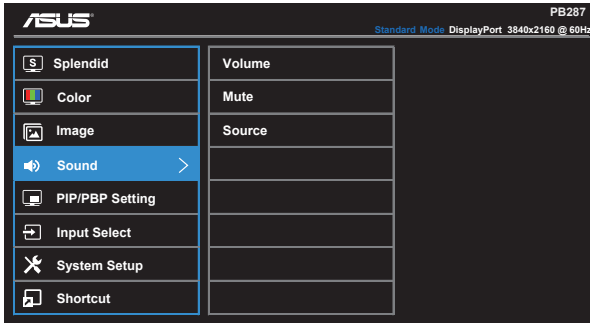 ASUS
PB287
Standard Mode DisplayPort 3840x2160 @ 60Hz
S Splendid
Color
Image
Sound
PIP/PBP Setting
Input Select
System Setup
Shortcut
Volume
Mute
Source